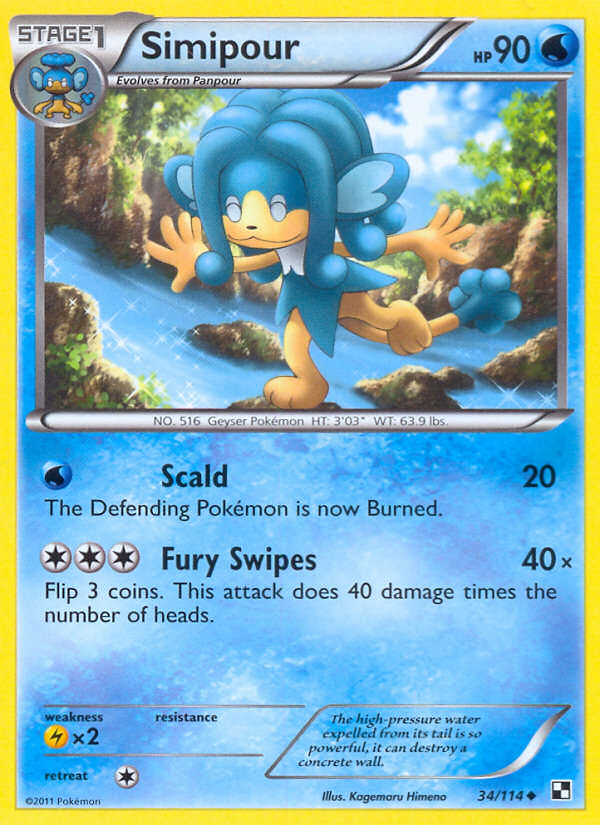 STAGE1
Simipour
HP 90
Evolves from Panpour
NO. 516 Geyser Pokémon HT: 3'03" WT: 63.9 lbs.
Scald 20
The Defending Pokémon is now Burned.
Fury Swipes 40×
Flip 3 coins. This attack does 40 damage times the
number of heads.
weakness resistance
×2
The high-pressure water
expelled from its tail is so
powerful, it can destroy a
concrete wall.
retreat
©2011 Pokémon
Illus. Kagemaru Himeno 34/114